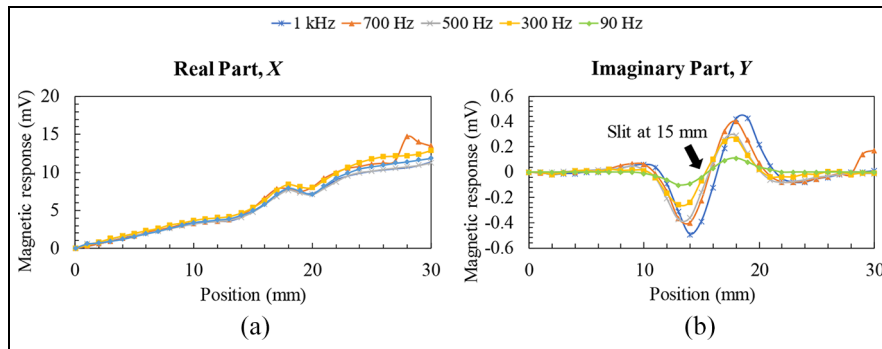 1 kHz 700 Hz 500 Hz 300 Hz 90 Hz
Real Part, X
Magnetic response (mV)
20
15
10
5
0
0 10 20 30
Position (mm)
(a)
Imaginary Part, Y
Magnetic response (mV)
0.6
0.4
0.2
0
-0.2
-0.4
-0.6
Slit at 15 mm
0 10 20 30
Position (mm)
(b)